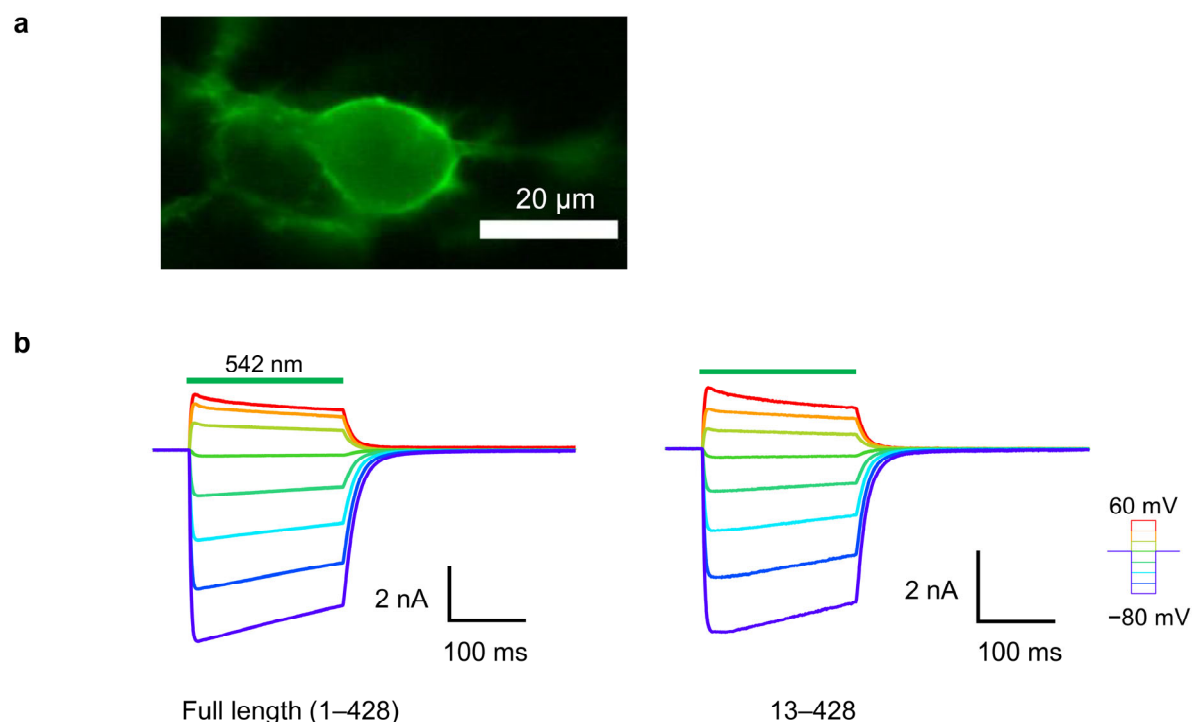 a
20 µm
b
542 nm
2 nA
100 ms
2 nA
100 ms
60 mV
−80 mV
Full length (1–428)
13–428